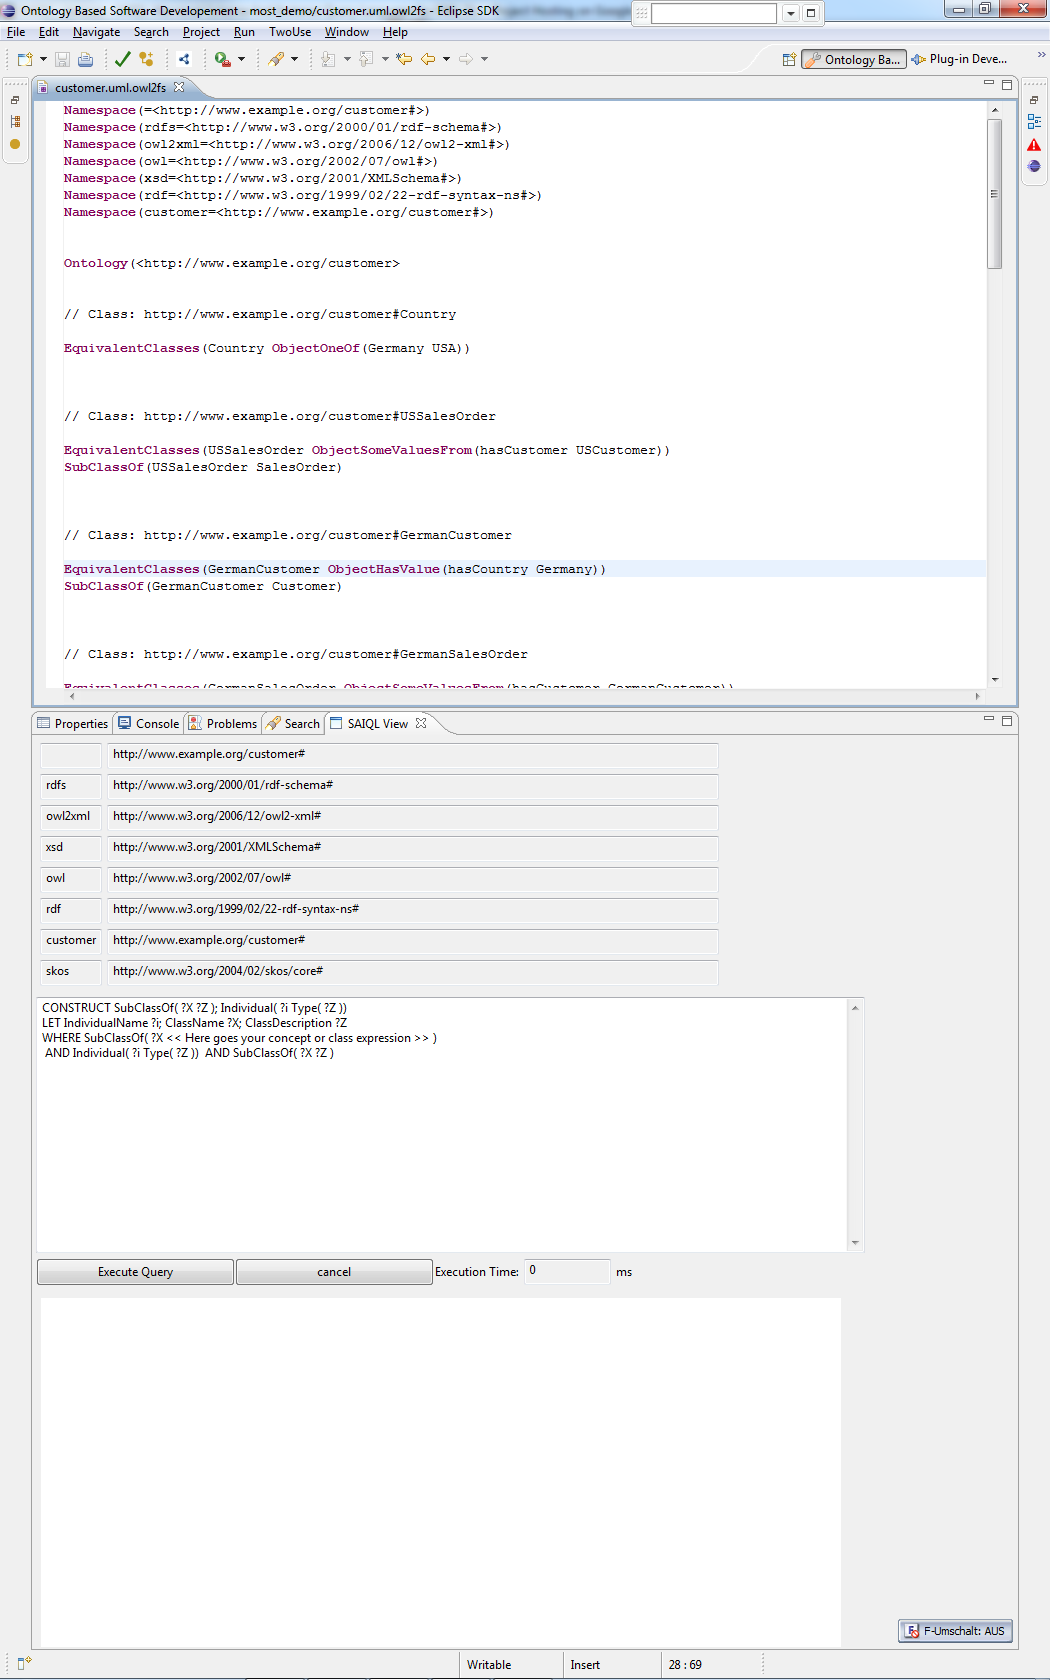 Ontology Based Software Developement - most_demo/customer.uml.owl2fs - Eclipse SDK
File Edit Navigate Search Project Run TwoUse Window Help
Ontology Ba... Plug-in Deve... »
customer.uml.owl2fs
Namespace(=<http://www.example.org/customer#>)
Namespace(rdfs=<http://www.w3.org/2000/01/rdf-schema#>)
Namespace(owl2xml=<http://www.w3.org/2006/12/owl2-xml#>)
Namespace(owl=<http://www.w3.org/2002/07/owl#>)
Namespace(xsd=<http://www.w3.org/2001/XMLSchema#>)
Namespace(rdf=<http://www.w3.org/1999/02/22-rdf-syntax-ns#>)
Namespace(customer=<http://www.example.org/customer#>)
Ontology(<http://www.example.org/customer>
// Class: http://www.example.org/customer#Country
EquivalentClasses(Country ObjectOneOf(Germany USA))
// Class: http://www.example.org/customer#USSalesOrder
EquivalentClasses(USSalesOrder ObjectSomeValuesFrom(hasCustomer USCustomer))
SubClassOf(USSalesOrder SalesOrder)
// Class: http://www.example.org/customer#GermanCustomer
EquivalentClasses(GermanCustomer ObjectHasValue(hasCountry Germany))
SubClassOf(GermanCustomer Customer)
// Class: http://www.example.org/customer#GermanSalesOrder
EquivalentClasses(GermanSalesOrder ObjectSomeValuesFrom(hasCustomer GermanCustomer))
Properties Console Problems Search SAIQL View
http://www.example.org/customer#
rdfs http://www.w3.org/2000/01/rdf-schema#
owl2xml http://www.w3.org/2006/12/owl2-xml#
xsd http://www.w3.org/2001/XMLSchema#
owl http://www.w3.org/2002/07/owl#
rdf http://www.w3.org/1999/02/22-rdf-syntax-ns#
customer http://www.example.org/customer#
skos http://www.w3.org/2004/02/skos/core#
CONSTRUCT SubClassOf( ?X ?Z ); Individual( ?i Type( ?Z ))
LET IndividualName ?i; ClassName ?X; ClassDescription ?Z
WHERE SubClassOf( ?X << Here goes your concept or class expression >> )
AND Individual( ?i Type( ?Z )) AND SubClassOf( ?X ?Z )
Execute Query cancel Execution Time: 0 ms
F-Umschalt: AUS
Writable Insert 28 : 69